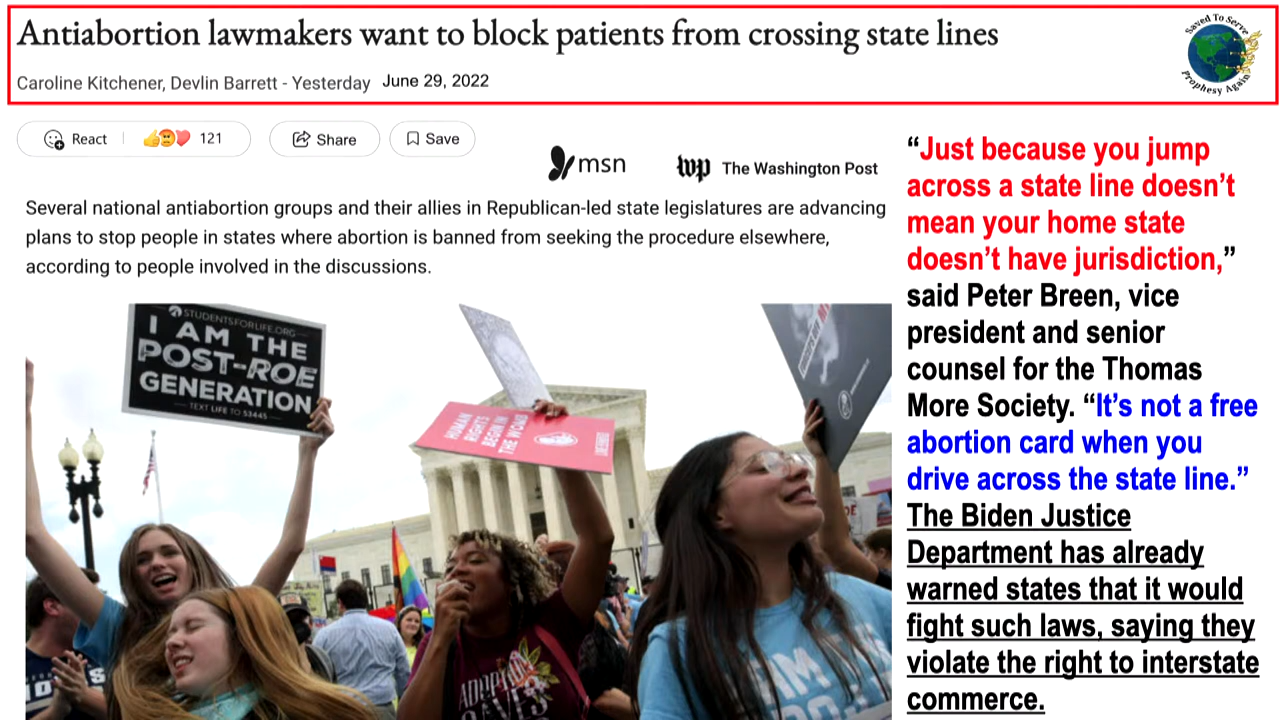 Antiabortion lawmakers want to block patients from crossing state lines
Caroline Kitchener, Devlin Barrett - Yesterday June 29, 2022
Saved To Serve
Prophesy Again
React
121
Share
Save
msn
wp The Washington Post
Several national antiabortion groups and their allies in Republican-led state legislatures are advancing
plans to stop people in states where abortion is banned from seeking the procedure elsewhere,
according to people involved in the discussions.
STUDENTSFORLIFE.ORG
I AM THE
POST-ROE
GENERATION
TEXT LIFE TO 53445
HUMAN
RIGHTS
BEGIN IN
THE WOMB
“Just because you jump
across a state line doesn’t
mean your home state
doesn’t have jurisdiction,”
said Peter Breen, vice
president and senior
counsel for the Thomas
More Society. “It’s not a free
abortion card when you
drive across the state line.”
The Biden Justice
Department has already
warned states that it would
fight such laws, saying they
violate the right to interstate
commerce.